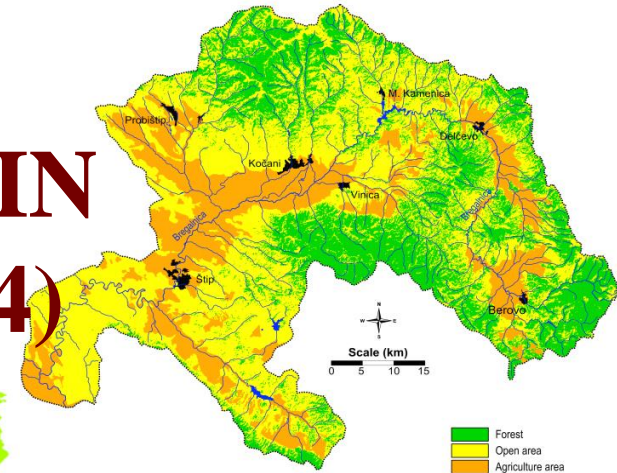 IN
4)
Probištip
M. Kamenica
Delčevo
Kočani
Vinica
Bregalnica
Bregalnica
Štip
Berovo
N
W E
S
Scale (km)
0 5 10 15
Forest
Open area
Agriculture area